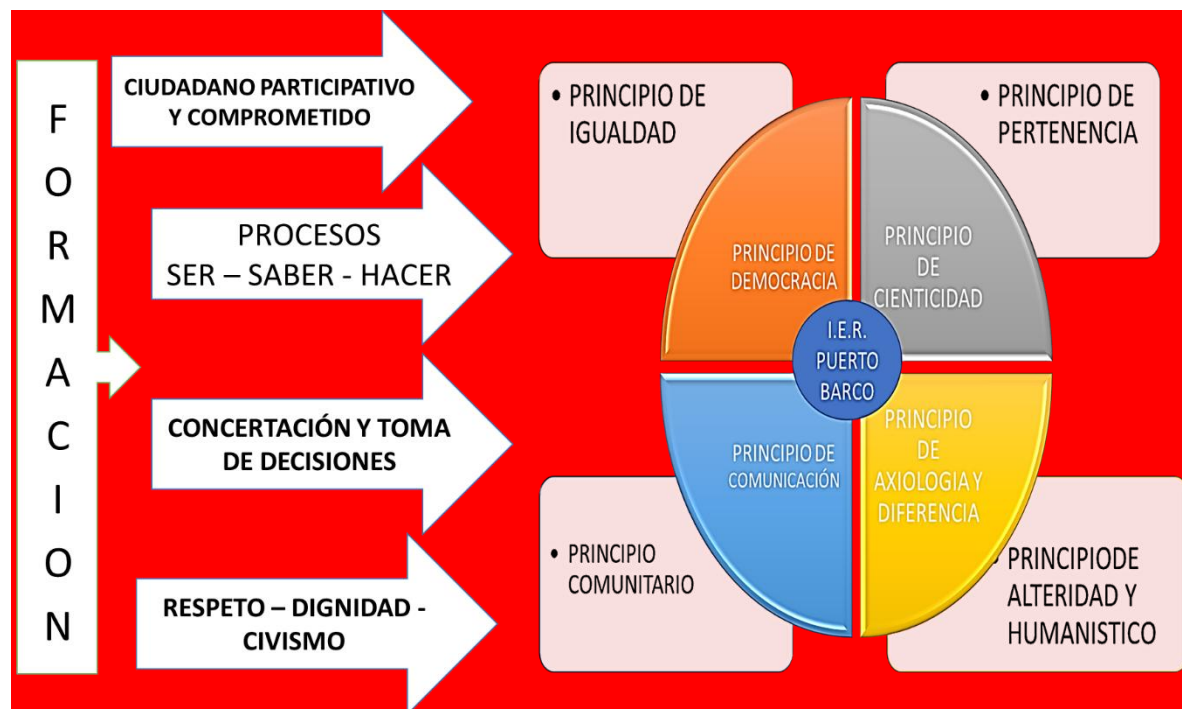 FORMACION
CIUDADANO PARTICIPATIVO
Y COMPROMETIDO
PROCESOS
SER – SABER - HACER
CONCERTACIÓN Y TOMA
DE DECISIONES
RESPETO – DIGNIDAD -
CIVISMO
• PRINCIPIO DE
IGUALDAD
• PRINCIPIO DE
PERTENENCIA
PRINCIPIO DE
DEMOCRACIA
PRINCIPIO
DE
CIENTICIDAD
I.E.R.
PUERTO
BARCO
PRINCIPIO DE
COMUNICACIÓN
PRINCIPIO
DE
AXIOLOGIA Y
DIFERENCIA
• PRINCIPIO
COMUNITARIO
• PRINCIPIODE
ALTERIDAD Y
HUMANISTICO